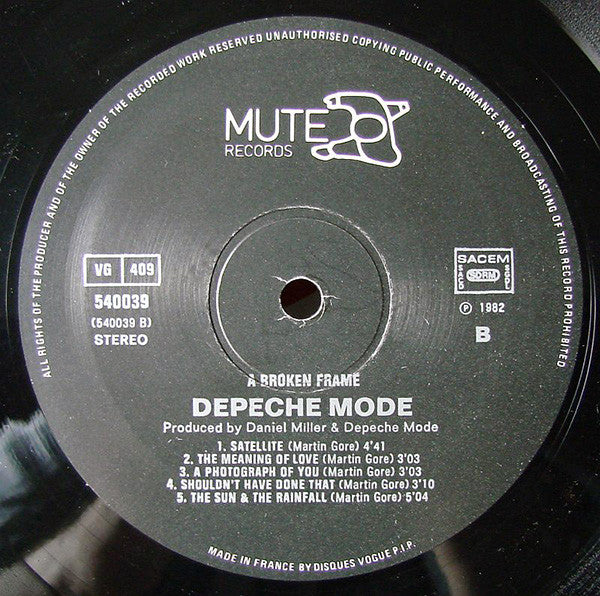 ALL RIGHTS OF THE PRODUCER AND OF THE OWNER OF THE RECORDED WORK RESERVED UNAUTHORISED COPYING PUBLIC PERFORMANCE AND BROADCASTING OF THIS RECORD PROHIBITED
MUTE
RECORDS
VG 409
540039
(540039 B)
STEREO
SACEM
SACD SDRM SGDL
Ⓟ 1982
B
A BROKEN FRAME
DEPECHE MODE
Produced by Daniel Miller & Depeche Mode
1. SATELLITE (Martin Gore) 4'41
2. THE MEANING OF LOVE (Martin Gore) 3'03
3. A PHOTOGRAPH OF YOU (Martin Gore) 3'03
4. SHOULDN'T HAVE DONE THAT (Martin Gore) 3'10
5. THE SUN & THE RAINFALL (Martin Gore) 5'04
MADE IN FRANCE BY DISQUES VOGUE P.I.P.